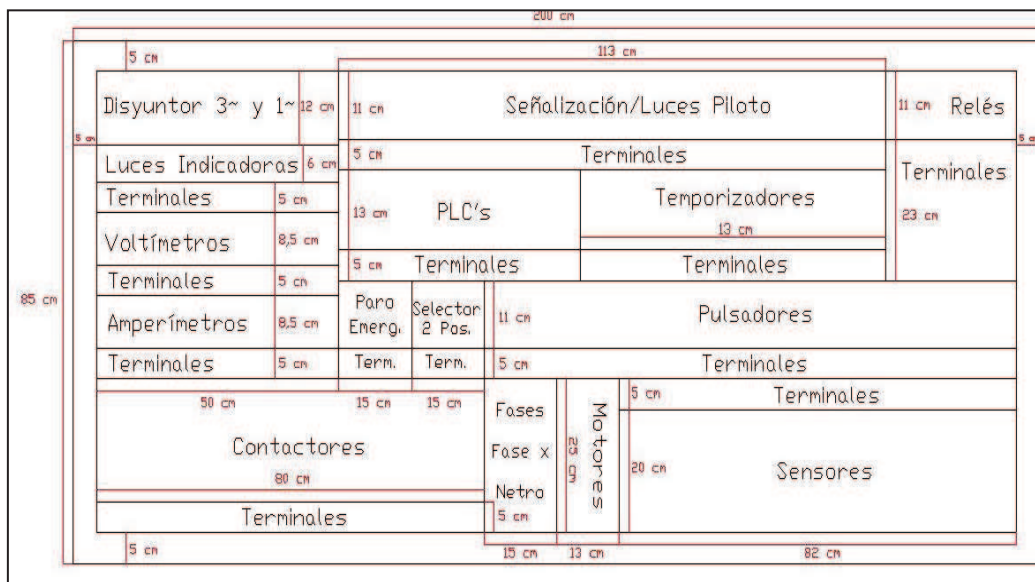 200 cm
5 cm
113 cm
Disyuntor 3~ y 1~
12 cm
11 cm
Señalización/Luces Piloto
11 cm
Relés
5 cm
Luces Indicadoras
6 cm
5 cm
Terminales
Terminales
5 cm
Terminales
5 cm
PLC's
Temporizadores
13 cm
13 cm
23 cm
Voltímetros
8,5 cm
Terminales
5 cm
5 cm
Terminales
Terminales
85 cm
Amperímetros
8,5 cm
Paro
Emerg.
Selector
2 Pos.
11 cm
Pulsadores
Terminales
5 cm
Term.
Term.
5 cm
Terminales
50 cm
15 cm
15 cm
Fases
Fase x
Netro
Motores
25 cm
5 cm
Terminales
Contactores
80 cm
20 cm
Sensores
Terminales
5 cm
5 cm
15 cm
13 cm
82 cm